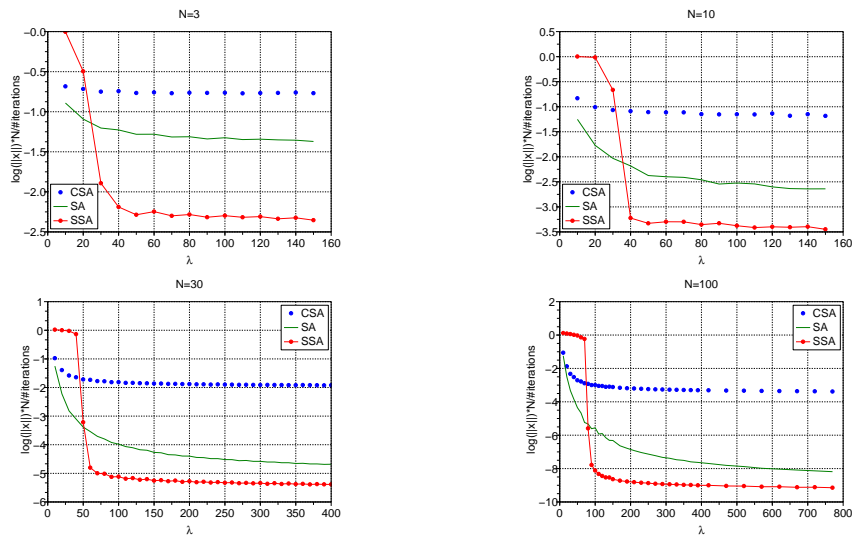 N=3
log(||x||)*N/#iterations
−0.0
−0.5
−1.0
−1.5
−2.0
−2.5
CSA
SA
SSA
0 20 40 60 80 100 120 140 160
λ
N=10
log(||x||)*N/#iterations
0.5
0.0
−0.5
−1.0
−1.5
−2.0
−2.5
−3.0
−3.5
CSA
SA
SSA
0 20 40 60 80 100 120 140 160
λ
N=30
log(||x||)*N/#iterations
1
0
−1
−2
−3
−4
−5
−6
CSA
SA
SSA
0 50 100 150 200 250 300 350 400
λ
N=100
log(||x||)*N/#iterations
2
0
−2
−4
−6
−8
−10
CSA
SA
SSA
0 100 200 300 400 500 600 700 800
λ